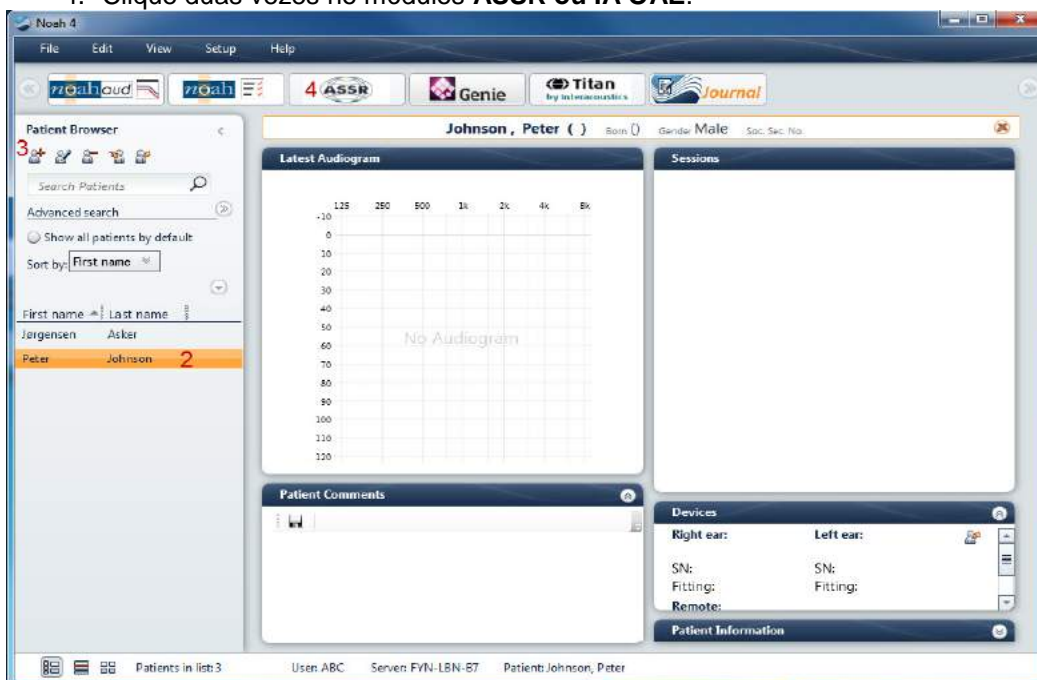 4. Clique duas vezes no módulos ASSR ou IA OAE.
Noah 4
File Edit View Setup Help
noahaud noah 4 ASSR Genie Titan by Interacoustics Journal
Patient Browser
Johnson , Peter ( ) Born () Gender Male Soc. Sec. No.
3
Search Patients
Advanced search
Show all patients by default
Sort by: First name
First name Last name
Jørgensen Asker
Peter Johnson 2
Latest Audiogram
125 250 500 1k 2k 4k 8k
-10
0
10
20
30
40
50
60
70
80
90
100
110
120
No Audiogram
Sessions
Patient Comments
Devices
Right ear: Left ear:
SN: SN:
Fitting: Fitting:
Remote:
Patient Information
Patients in list: 3 User: ABC Server: FYN-LBN-B7 Patient: Johnson, Peter